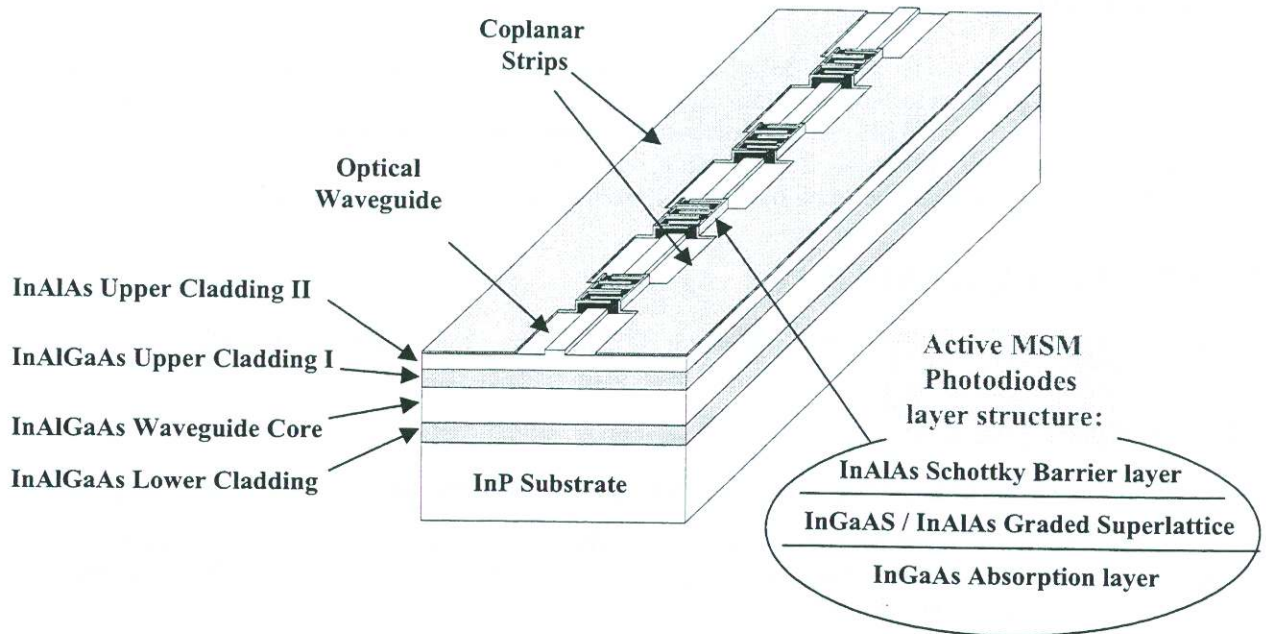 Coplanar
Strips
Optical
Waveguide
InAlAs Upper Cladding II
InAlGaAs Upper Cladding I
InAlGaAs Waveguide Core
InAlGaAs Lower Cladding
InP Substrate
Active MSM
Photodiodes
layer structure:
InAlAs Schottky Barrier layer
InGaAS / InAlAs Graded Superlattice
InGaAs Absorption layer